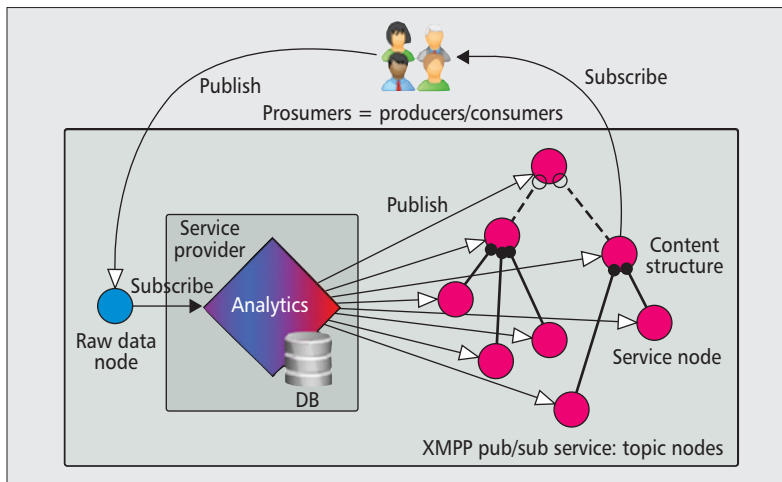 Publish
Subscribe
Prosumers = producers/consumers
Publish
Service
provider
Content
structure
Subscribe
Analytics
Raw data
node
Service node
DB
XMPP pub/sub service: topic nodes